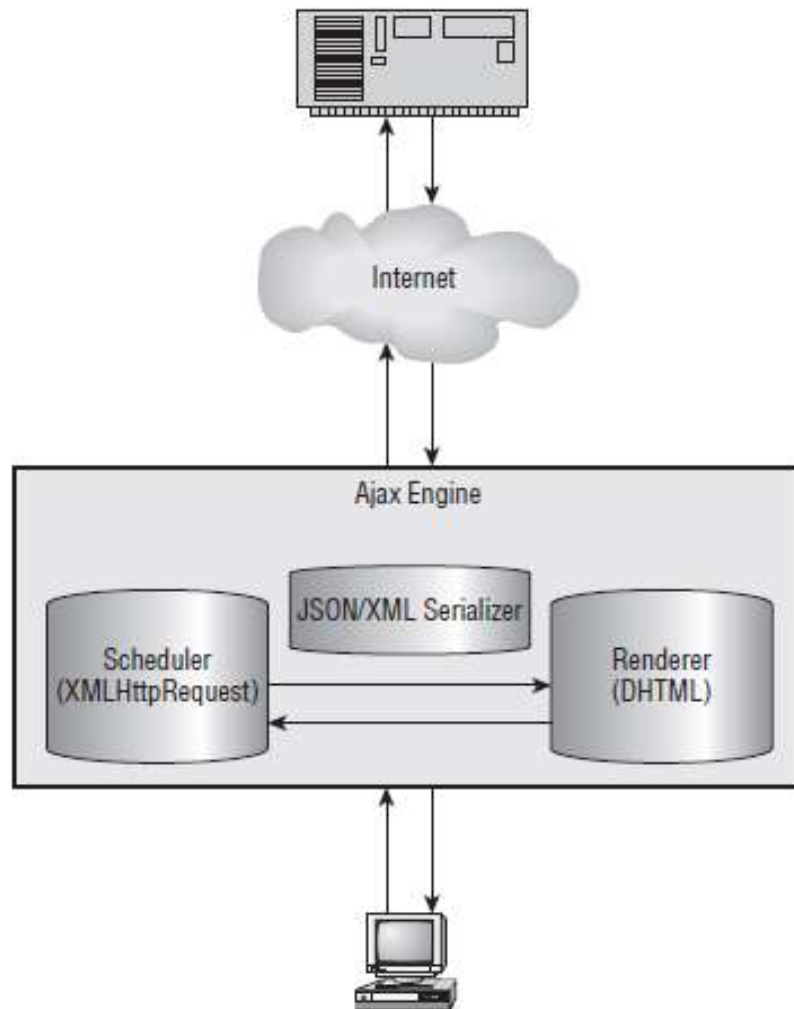 Internet
Ajax Engine
JSON/XML Serializer
Scheduler
(XMLHttpRequest)
Renderer
(DHTML)